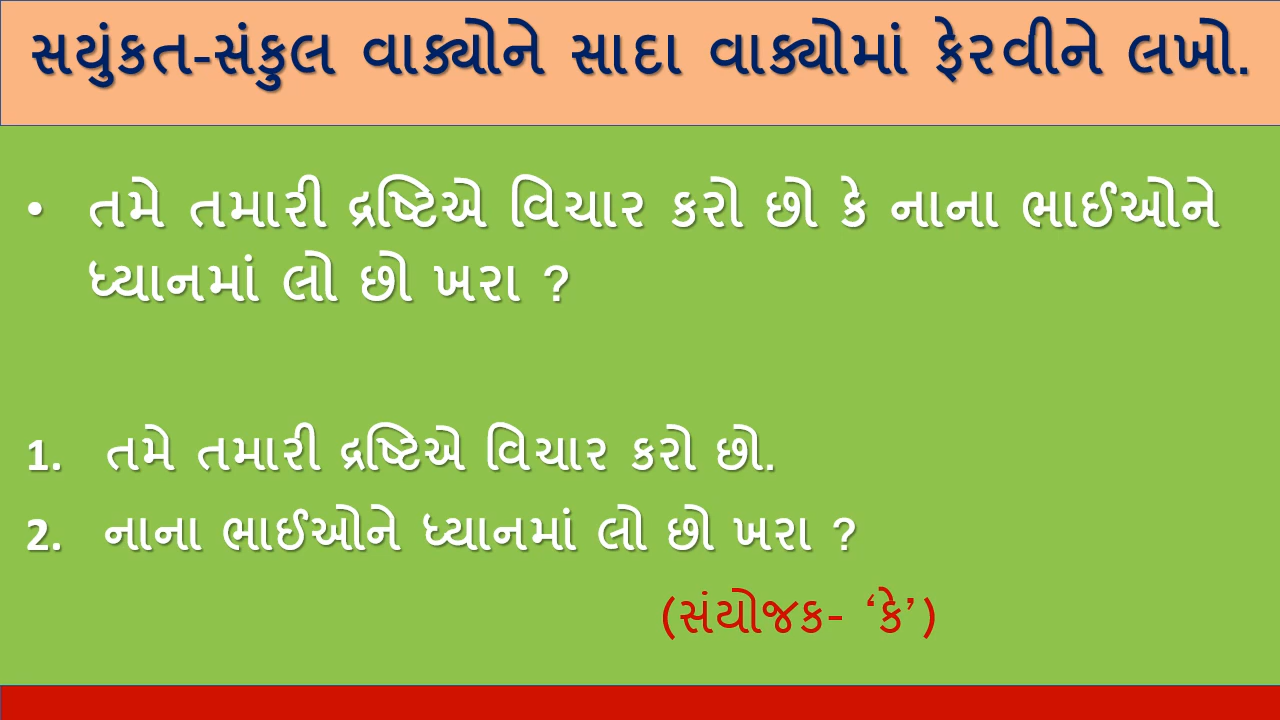 સયુંકત-સંકુલ વાક્યોને સાદા વાક્યોમાં ફેરવીને લખો.
• તમે તમારી દ્રષ્ટિએ વિચાર કરો છો કે નાના ભાઈઓને
ધ્યાનમાં લો છો ખરા ?
1. તમે તમારી દ્રષ્ટિએ વિચાર કરો છો.
2. નાના ભાઈઓને ધ્યાનમાં લો છો ખરા ?
(સંયોજક- ‘કે’)